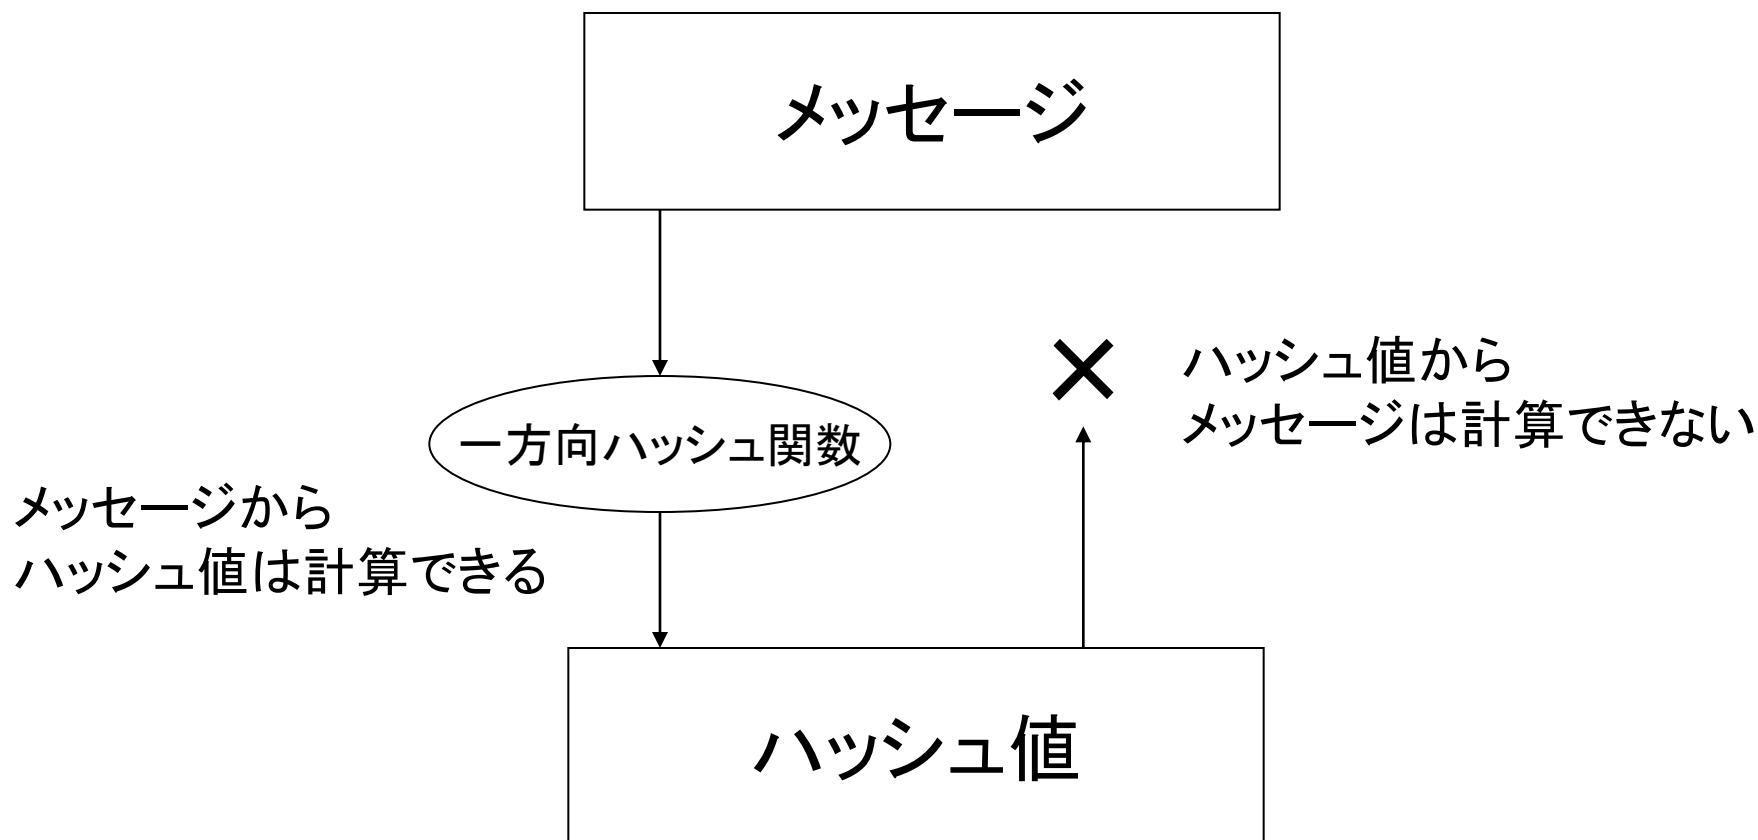 メッセージ
ハッシュ値から
メッセージは計算できない
一方向ハッシュ関数
メッセージから
ハッシュ値は計算できる
ハッシュ値